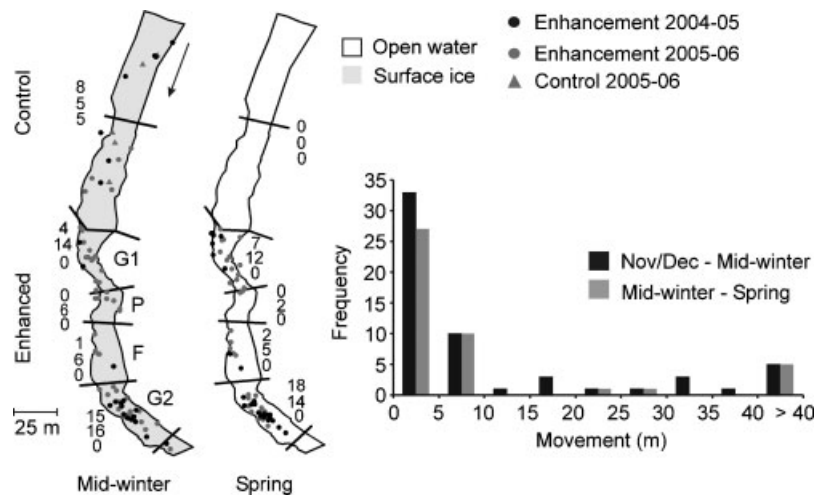 Control
Enhanced
8
5
5
4
14
0
G1
0
6
0
P
1
6
0
F
G2
15
16
0
25 m
Mid-winter
0
0
0
7
12
0
0
2
0
2
5
0
18
14
0
Spring
Open water
Surface ice
Enhancement 2004-05
Enhancement 2005-06
Control 2005-06
Frequency
35
30
25
20
15
10
5
0
Nov/Dec - Mid-winter
Mid-winter - Spring
0 5 10 15 20 25 30 35 40 > 40
Movement (m)